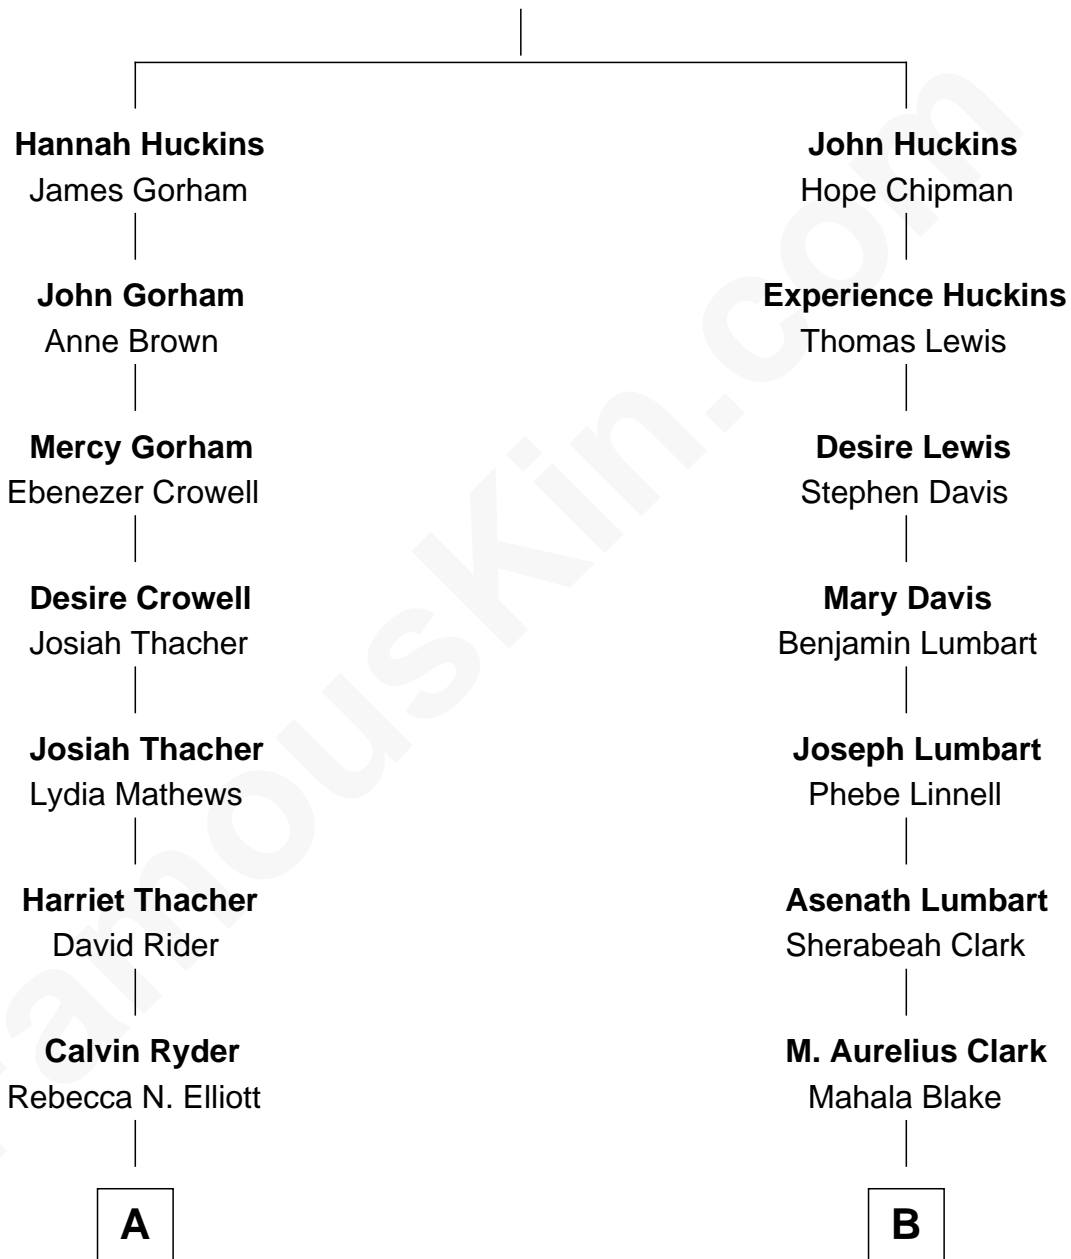 Hannah Huckins
James Gorham
John Huckins
Hope Chipman
John Gorham
Anne Brown
Experience Huckins
Thomas Lewis
Mercy Gorham
Ebenezer Crowell
Desire Lewis
Stephen Davis
Desire Crowell
Josiah Thacher
Mary Davis
Benjamin Lumbart
Josiah Thacher
Lydia Mathews
Joseph Lumbart
Phebe Linnell
Harriet Thacher
David Rider
Asenath Lumbart
Sherabeah Clark
Calvin Ryder
Rebecca N. Elliott
M. Aurelius Clark
Mahala Blake
A
B
FamousKin.com